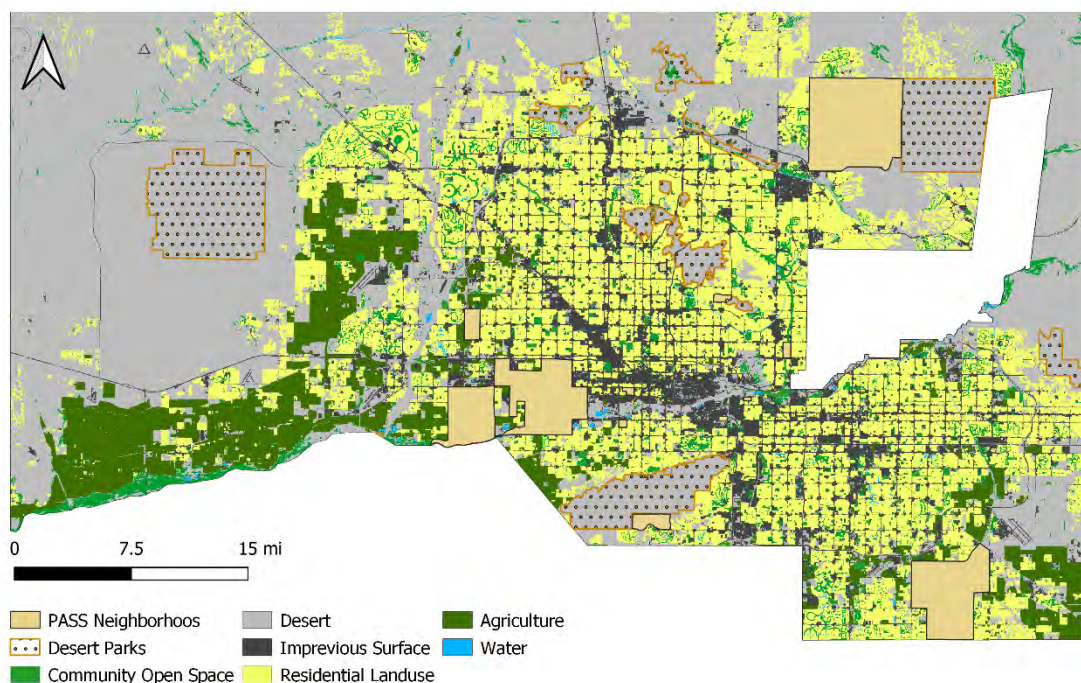 0 7.5 15 mi
PASS Neighborhoos Desert Agriculture
Desert Parks Imprevious Surface Water
Community Open Space Residential Landuse